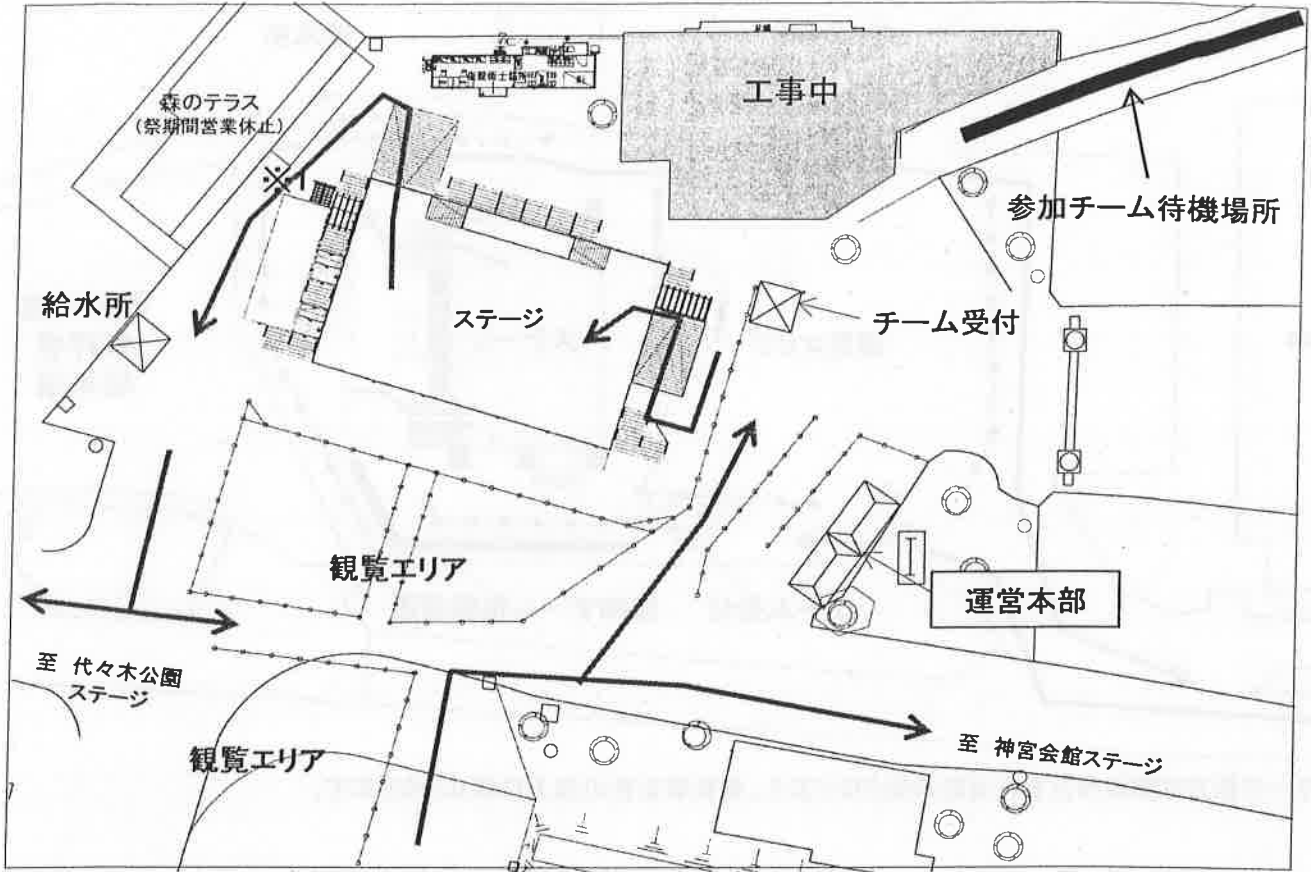 工事中
森のテラス
(祭期間営業休止)
※1
参加チーム待機場所
給水所
ステージ
チーム受付
観覧エリア
運営本部
至 代々木公園
ステージ
観覧エリア
至 神宮会館ステージ